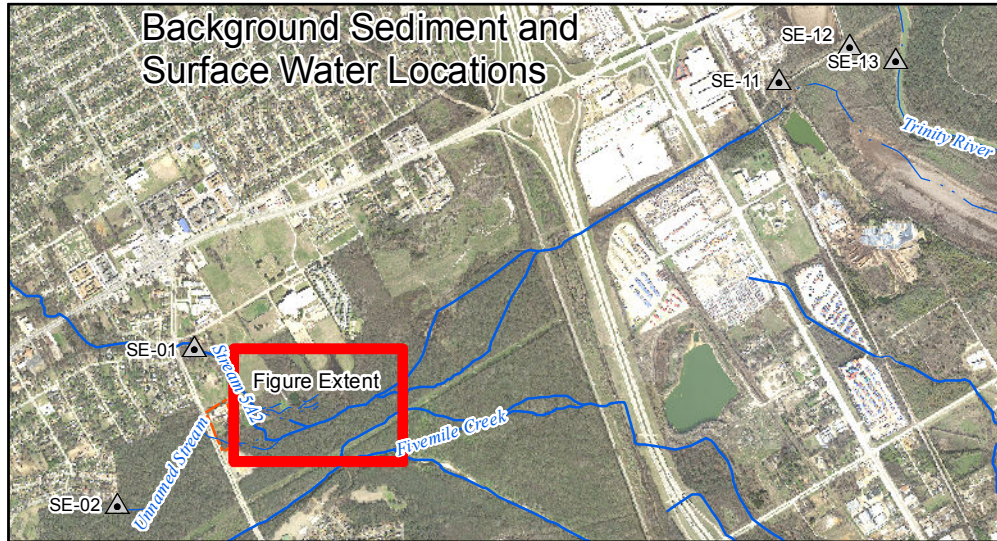 Background Sediment and
Surface Water Locations
SE-12
SE-13
SE-11
Trinity River
SE-01
Stream 5A2
Figure Extent
Unnamed Stream
Fivemile Creek
SE-02